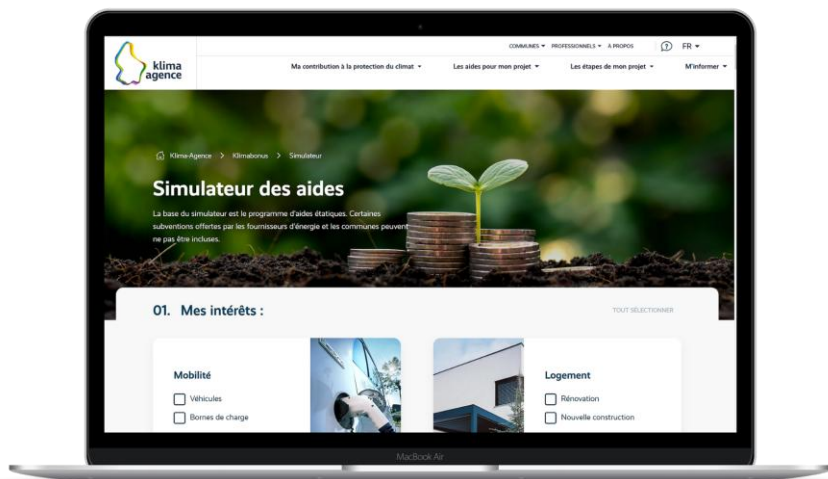 COMMUNES PROFESSIONNELS A PROPOS FR
klima
agence
Ma contribution à la protection du climat Les aides pour mon projet Les étapes de mon projet M'informer
Klima-Agence > Klimabonus > Simulateur
Simulateur des aides
La base du simulateur est le programme d'aides étatiques. Certaines
subventions offertes par les fournisseurs d'énergie et les communes peuvent
ne pas être incluses.
01. Mes intérêts :
TOUT SÉLECTIONNER
Mobilité
Véhicules
Bornes de charge
Logement
Rénovation
Nouvelle construction
MacBook Air